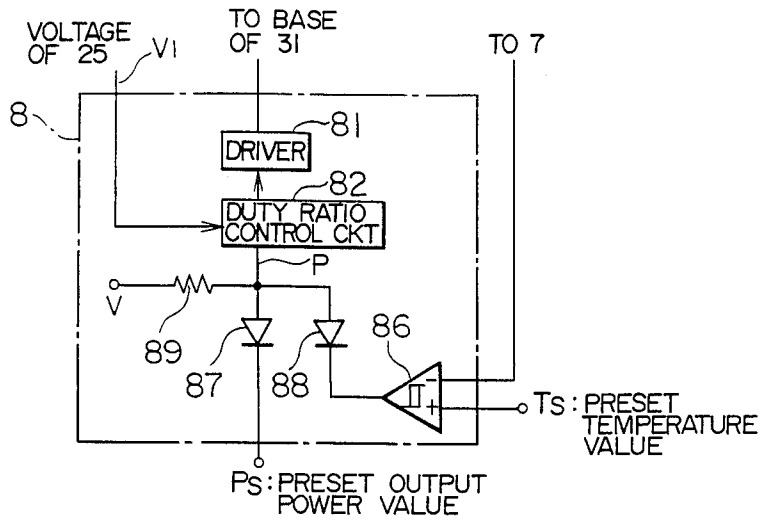 VOLTAGE
OF 25
V1
TO BASE
OF 31
TO 7
8
81
DRIVER
82
DUTY RATIO
CONTROL CKT
P
V
89
87
88
86
II
-
+
Ts: PRESET
TEMPERATURE
VALUE
Ps: PRESET OUTPUT
POWER VALUE